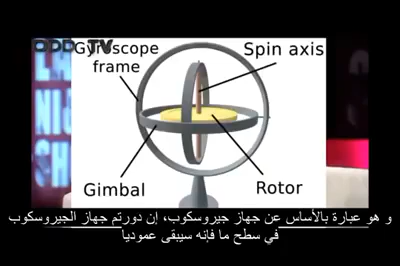 ODD TV
Gyroscope
frame
Spin axis
Gimbal
Rotor
و هو عبارة بالأساس عن جهاز جيروسكوب، إن دورتم جهاز الجيروسكوب
في سطح ما فإنه سيبقى عموديا